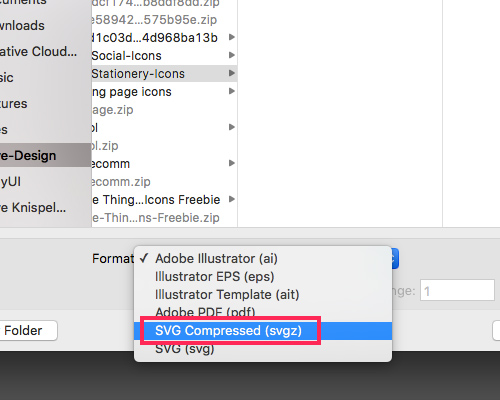 dcf174...b8ddf8dd.zip
e58942...575b95e.zip
d1c03d...4d968ba13b
Social-Icons
Stationery-Icons
ng page icons
age.zip
ol
ol.zip
ecomm
ecomm.zip
e Thing...Icons Freebie
e-Thin...ns-Freebie.zip
cuments
wnloads
ative Cloud...
sic
tures
es
e-Design
yUI
e Knispel...
Format
✓ Adobe Illustrator (ai)
Illustrator EPS (eps)
Illustrator Template (ait)
Adobe PDF (pdf)
SVG Compressed (svgz)
SVG (svg)
nge: 1
Folder